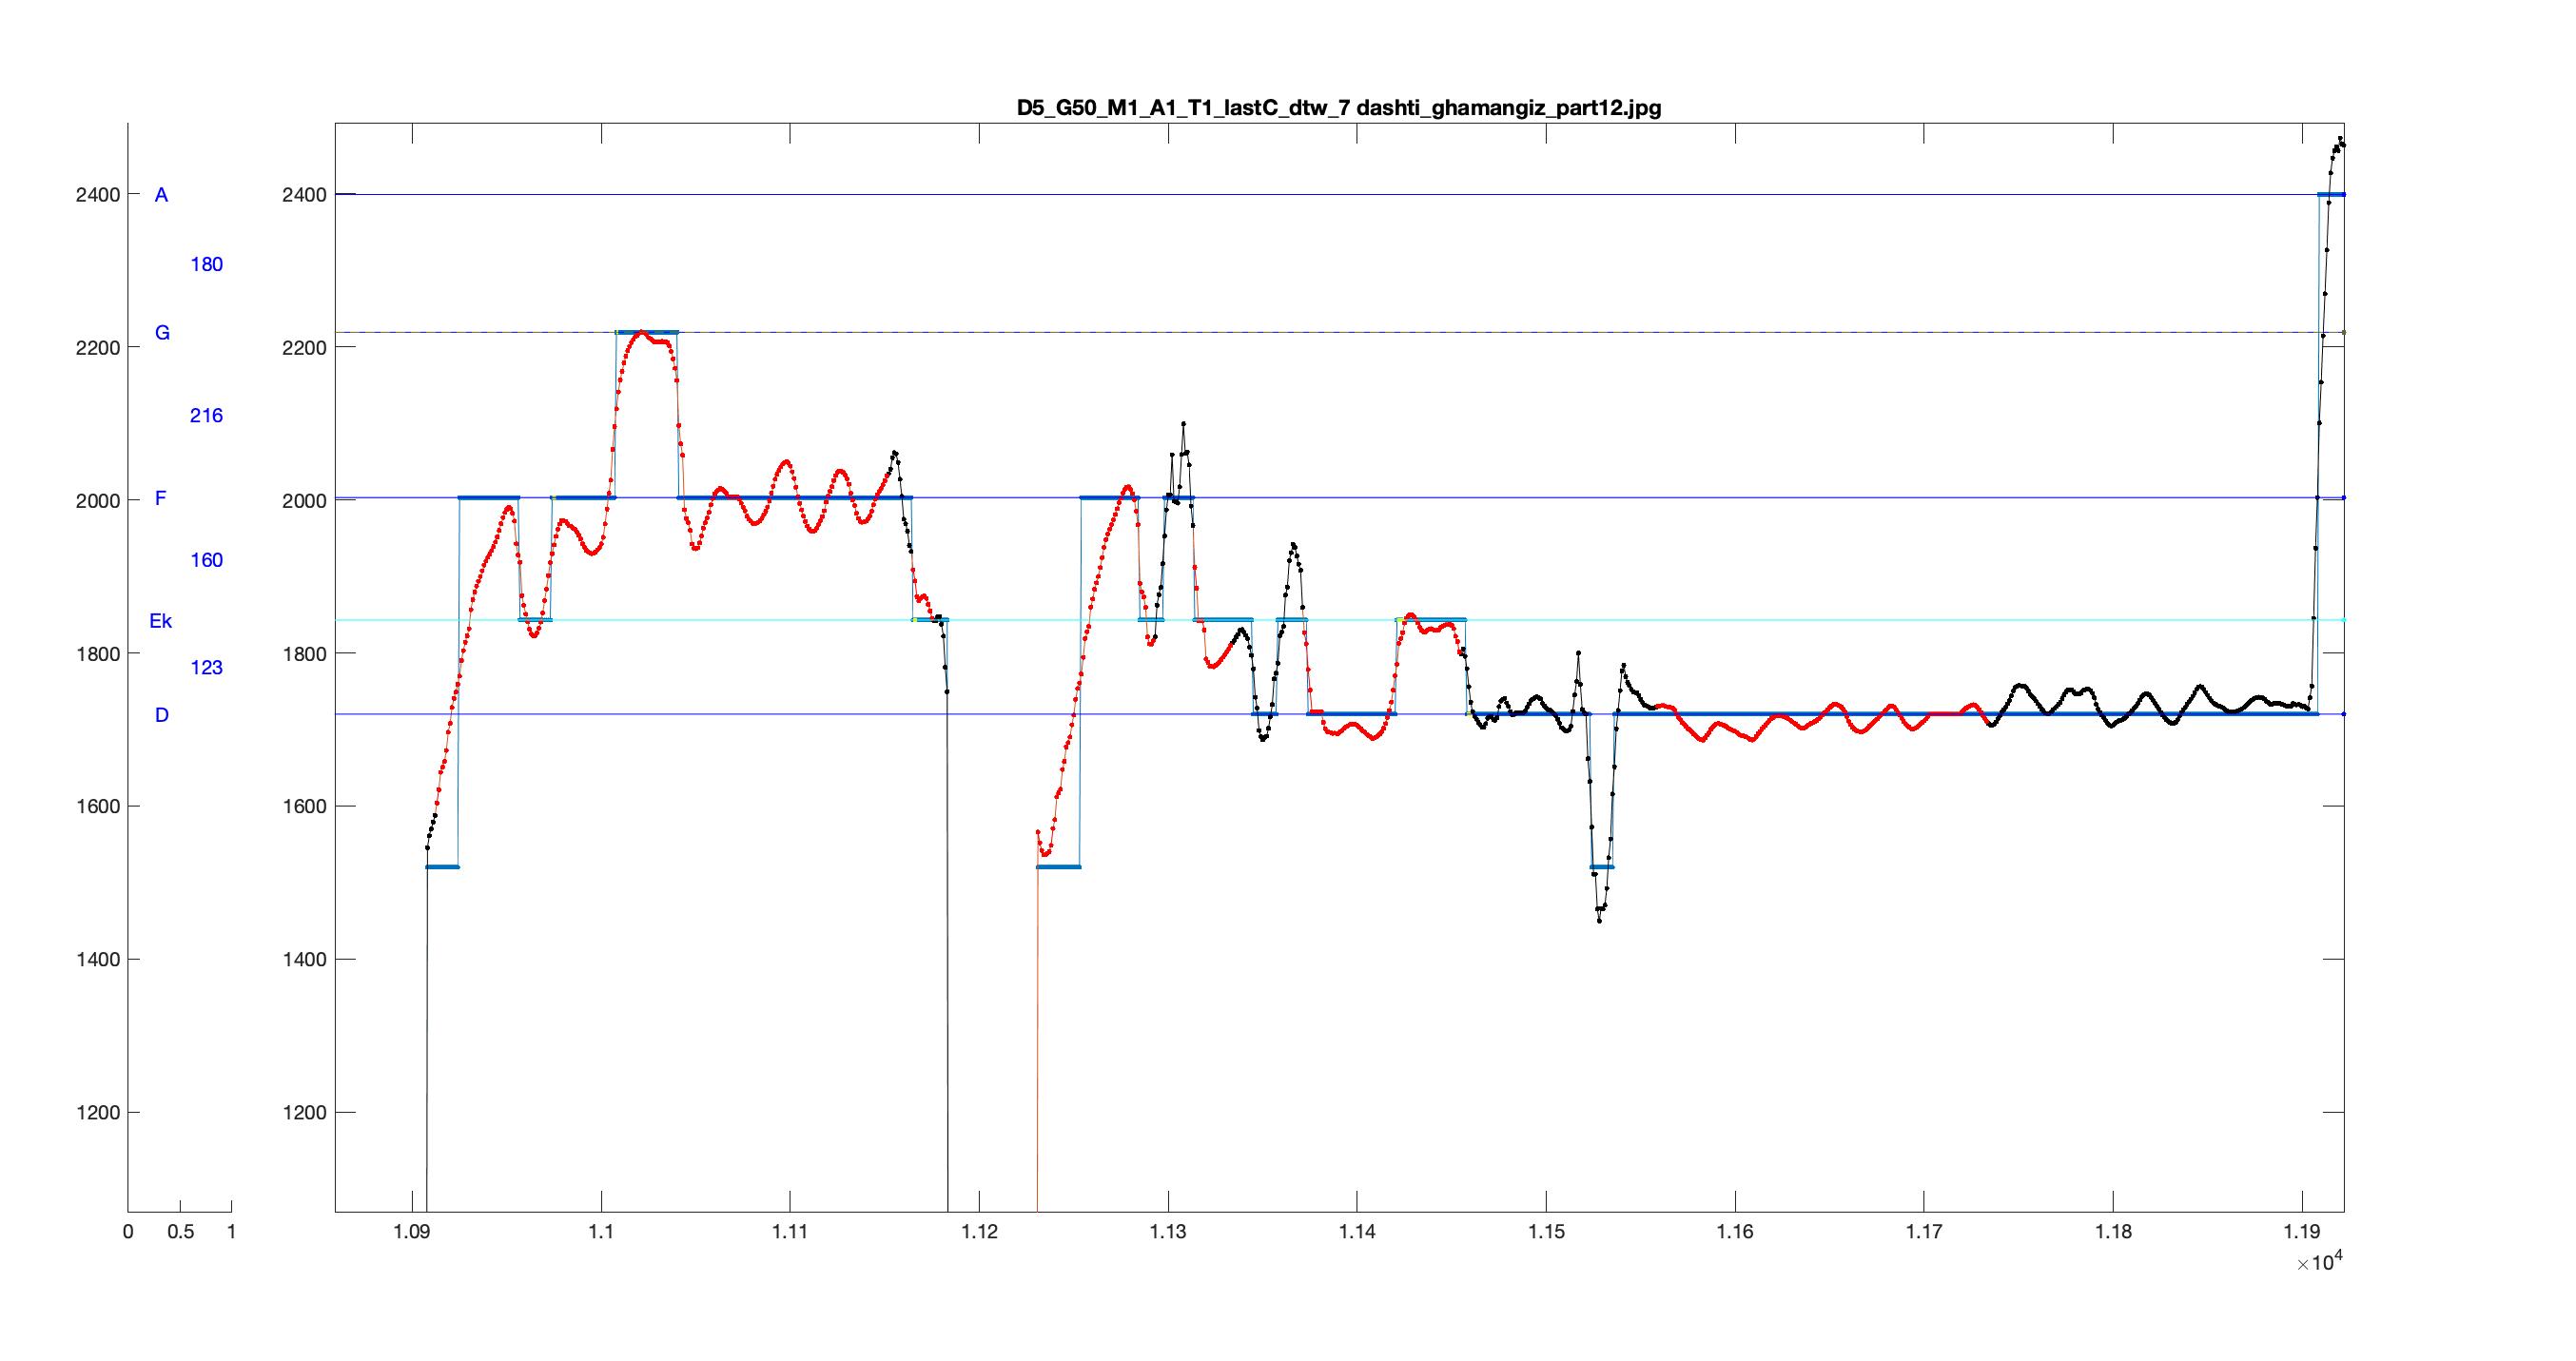 D5_G50_M1_A1_T1_lastC_dtw_7 dashti_ghamangiz_part12.jpg
2400 A 2400
180
G
2200 2200
216
2000 F 2000
160
Ek
1800 1800
123
D
1600 1600
1400 1400
1200 1200
0 0.5 1 1.09 1.1 1.11 1.12 1.13 1.14 1.15 1.16 1.17 1.18 1.19
×10^4